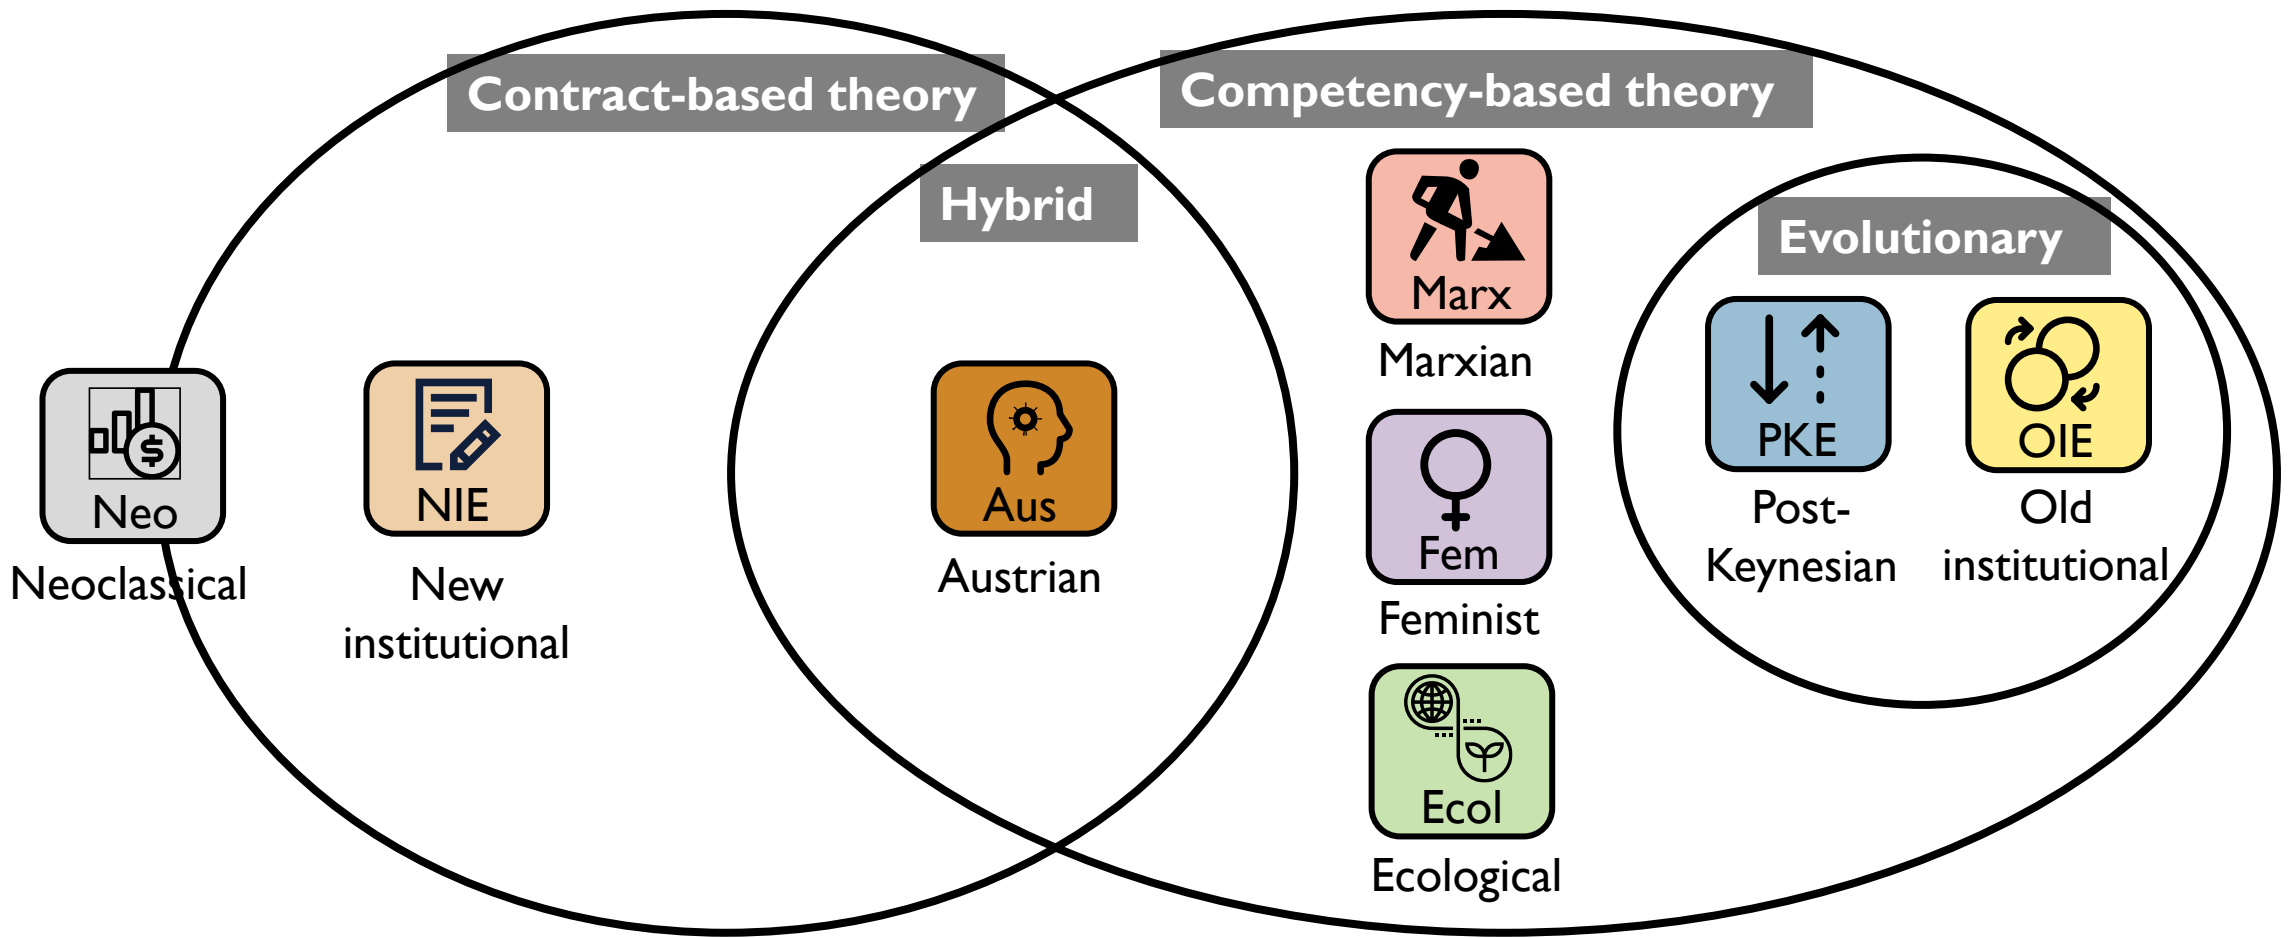 Contract-based theory
Competency-based theory
Hybrid
Evolutionary
Neo
Neoclassical
NIE
New
institutional
Aus
Austrian
Marx
Marxian
Fem
Feminist
Ecol
Ecological
PKE
Post-
Keynesian
OIE
Old
institutional